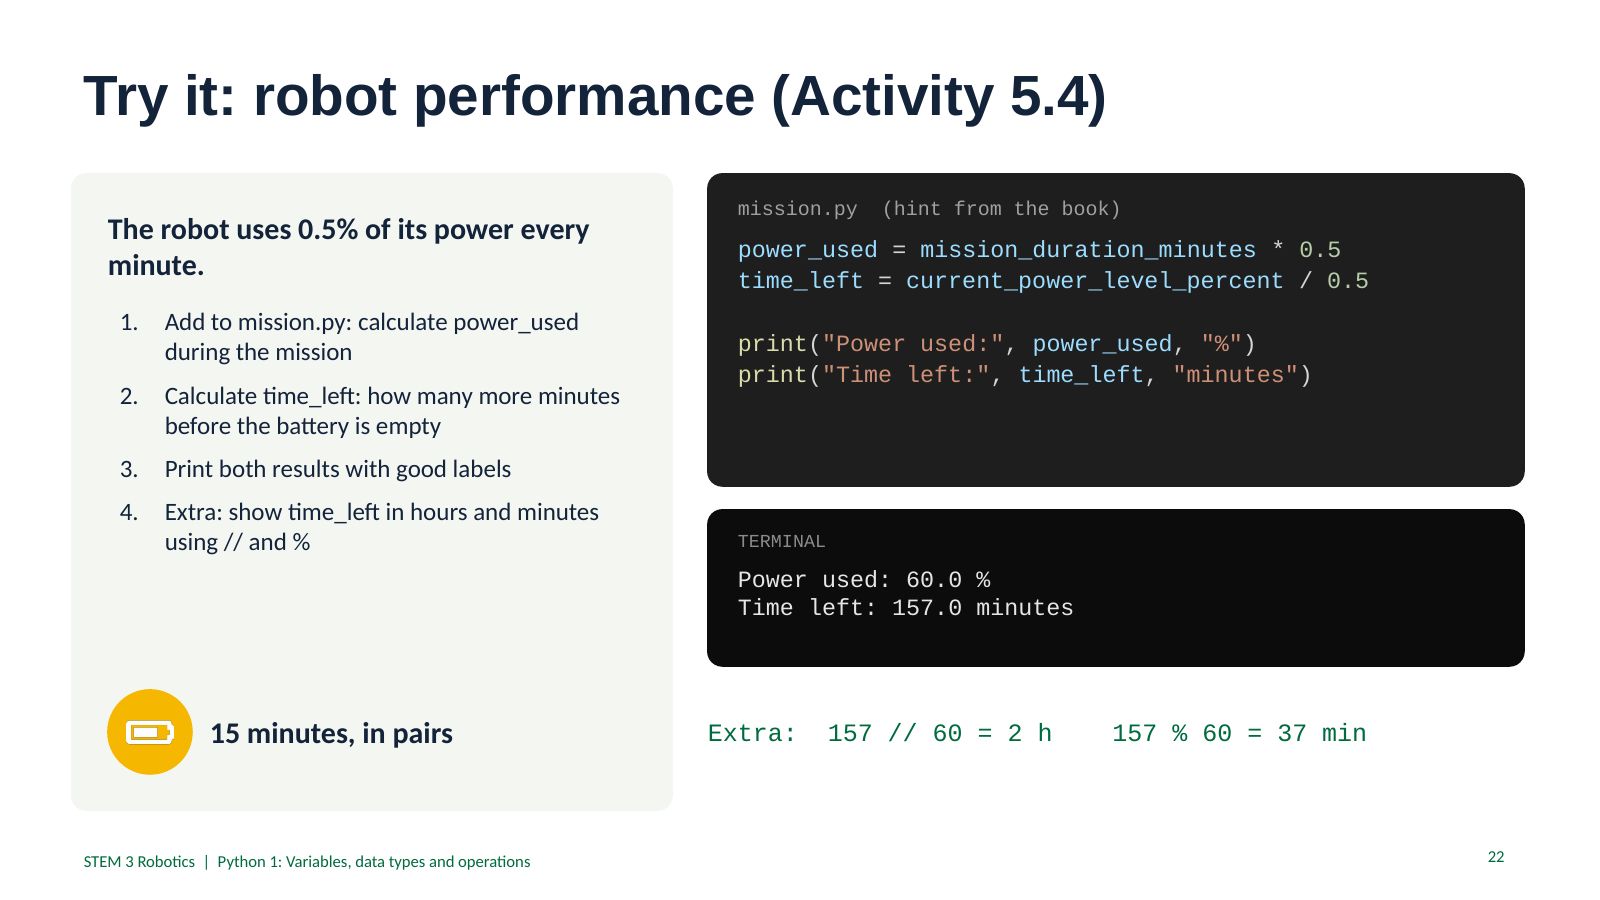 Try it: robot performance (Activity 5.4)
The robot uses 0.5% of its power every
minute.
1. Add to mission.py: calculate power_used
during the mission
2. Calculate time_left: how many more minutes
before the battery is empty
3. Print both results with good labels
4. Extra: show time_left in hours and minutes
using // and %
15 minutes, in pairs
mission.py  (hint from the book)
power_used = mission_duration_minutes * 0.5
time_left = current_power_level_percent / 0.5
print("Power used:", power_used, "%")
print("Time left:", time_left, "minutes")
TERMINAL
Power used: 60.0 %
Time left: 157.0 minutes
Extra:  157 // 60 = 2 h    157 % 60 = 37 min
STEM 3 Robotics | Python 1: Variables, data types and operations
22